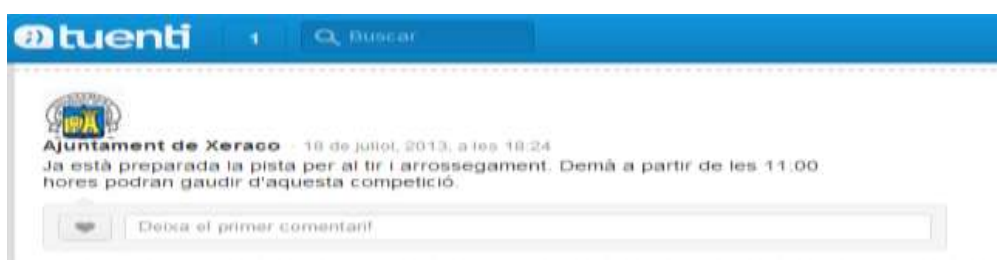 tuenti 1 Buscar
Ajuntament de Xeraco · 18 de juliol, 2013, a les 18:24
Ja està preparada la pista per al tir i arrossegament. Demà a partir de les 11:00
hores podran gaudir d'aquesta competició.
Deixa el primer comentari!